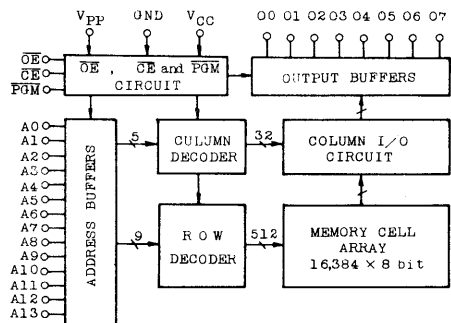 V PP GND V CC
O0 O1 O2 O3 O4 O5 O6 O7
OE
CE
PGM
OE , CE and PGM
CIRCUIT
OUTPUT BUFFERS
A0
A1
A2
A3
A4
A5
A6
A7
A8
A9
A10
A11
A12
A13
ADDRESS BUFFERS
5
CULUMN
DECODER
32
COLUMN I/O
CIRCUIT
9
ROW
DECODER
512
MEMORY CELL
ARRAY
16,384 × 8 bit